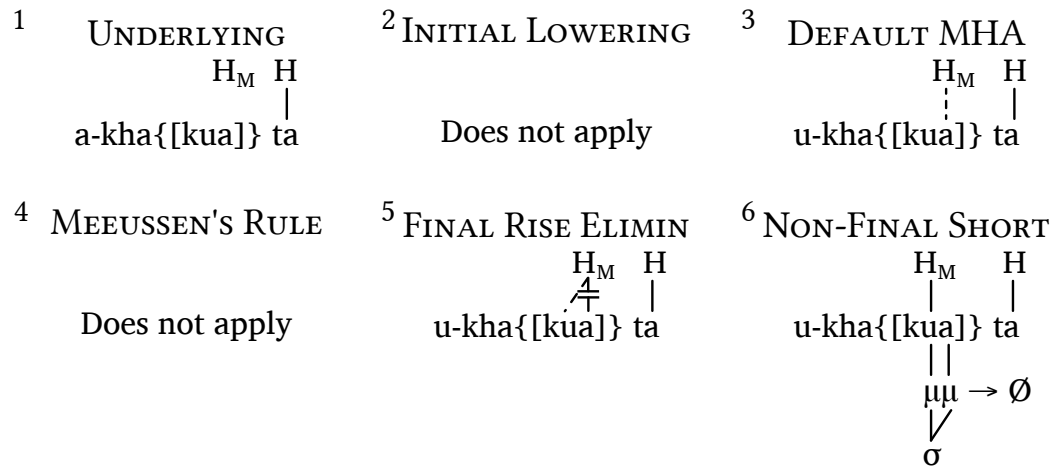 1 UNDERLYING
H_M H
a-kha{[kua]} ta
2 INITIAL LOWERING
Does not apply
3 DEFAULT MHA
H_M H
u-kha{[kua]} ta
4 MEEUSSEN'S RULE
Does not apply
5 FINAL RISE ELIMIN
H_M H
u-kha{[kua]} ta
6 NON-FINAL SHORT
H_M H
u-kha{[kua]} ta
μμ → Ø
σ